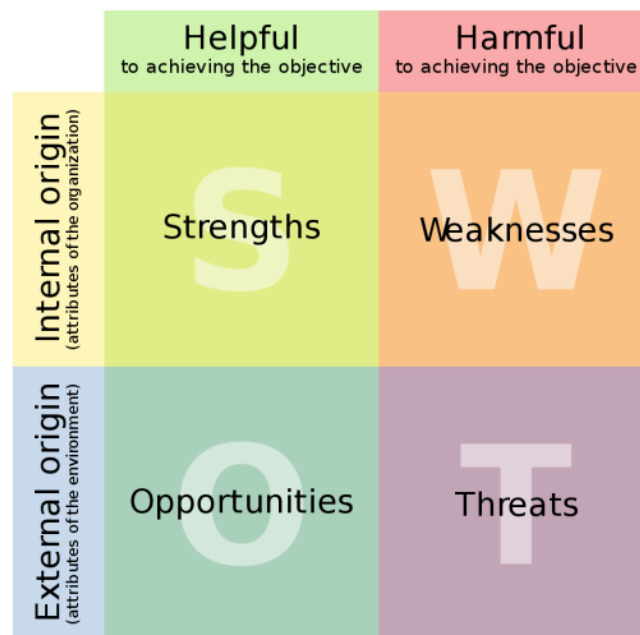 Helpful
to achieving the objective
Harmful
to achieving the objective
Internal origin
(attributes of the organization)
S
Strengths
W
Weaknesses
External origin
(attributes of the environment)
O
Opportunities
T
Threats